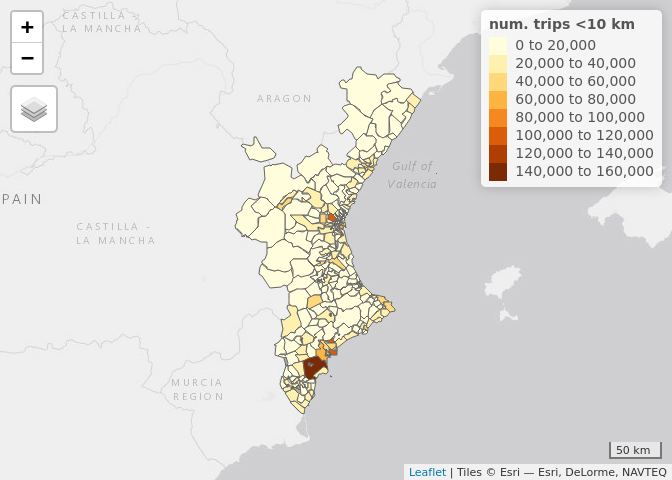 +
−
CASTILLA -
LA MANCHA
ARAGON
Gulf of
Valencia
PAIN
CASTILLA -
LA MANCHA
MURCIA
REGION
num. trips <10 km
0 to 20,000
20,000 to 40,000
40,000 to 60,000
60,000 to 80,000
80,000 to 100,000
100,000 to 120,000
120,000 to 140,000
140,000 to 160,000
50 km
Leaflet | Tiles © Esri — Esri, DeLorme, NAVTEQ